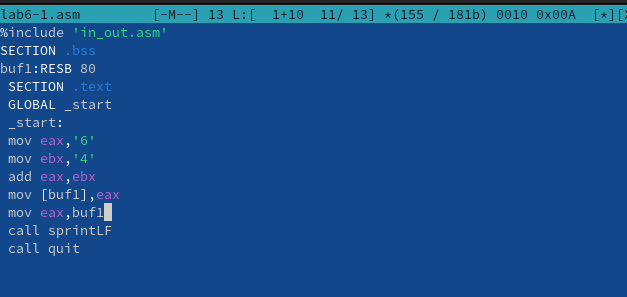 lab6-1.asm [-M--] 13 L:[ 1+10 11/ 13] *(155 / 181b) 0010 0x00A [*][
%include 'in_out.asm'
SECTION .bss
buf1:RESB 80
SECTION .text
GLOBAL _start
_start:
mov eax,'6'
mov ebx,'4'
add eax,ebx
mov [buf1],eax
mov eax,buf1
call sprintLF
call quit